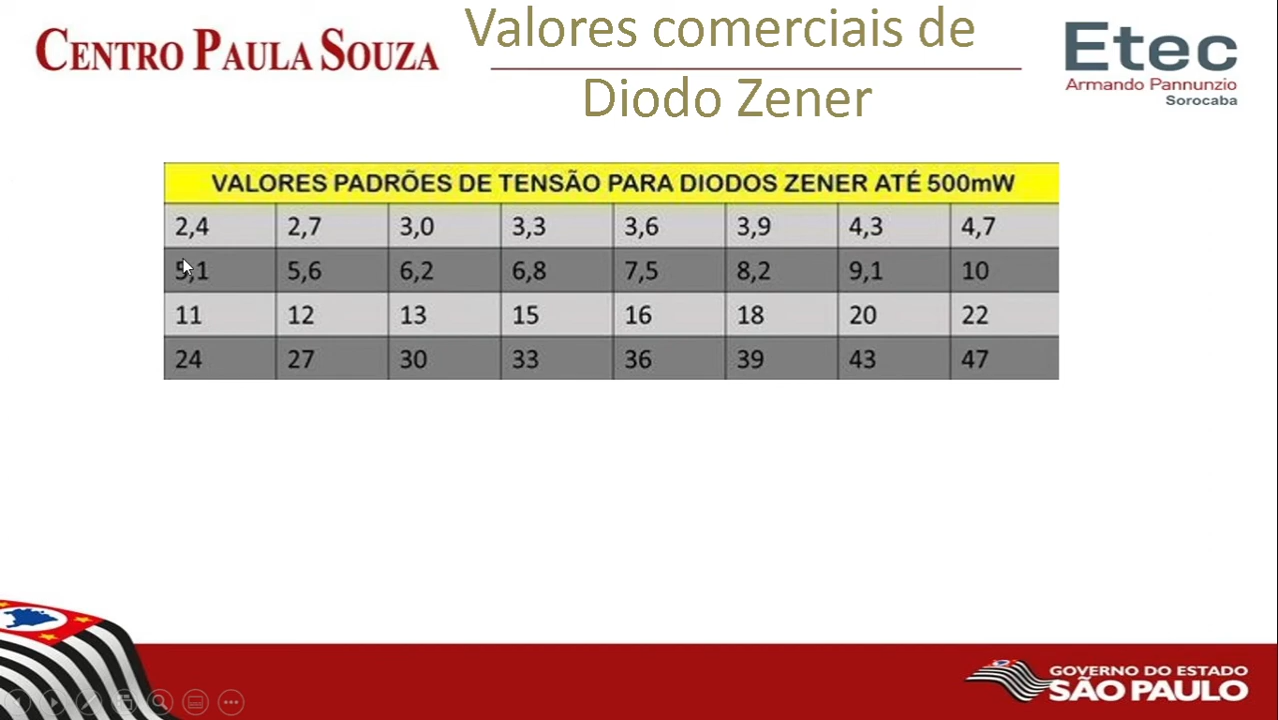 CENTRO PAULA SOUZA
Valores comerciais de
Diodo Zener
Etec
Armando Pannunzio
Sorocaba
VALORES PADRÕES DE TENSÃO PARA DIODOS ZENER ATÉ 500mW
2,4 2,7 3,0 3,3 3,6 3,9 4,3 4,7
5,1 5,6 6,2 6,8 7,5 8,2 9,1 10
11 12 13 15 16 18 20 22
24 27 30 33 36 39 43 47
GOVERNO DO ESTADO
SÃO PAULO